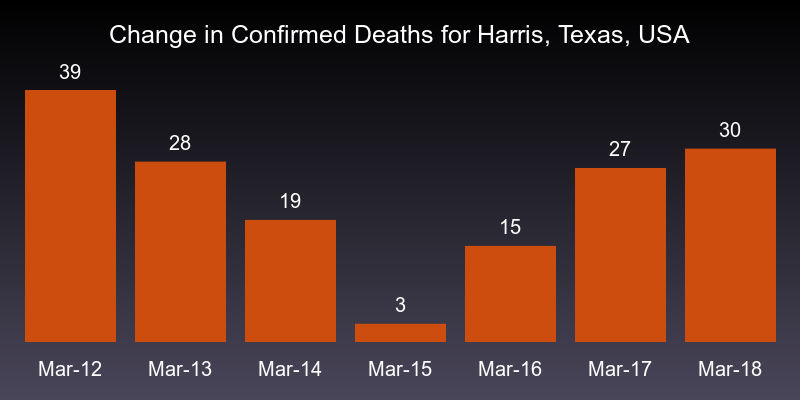 Change in Confirmed Deaths for Harris, Texas, USA
39
28
19
3
15
27
30
Mar-12
Mar-13
Mar-14
Mar-15
Mar-16
Mar-17
Mar-18